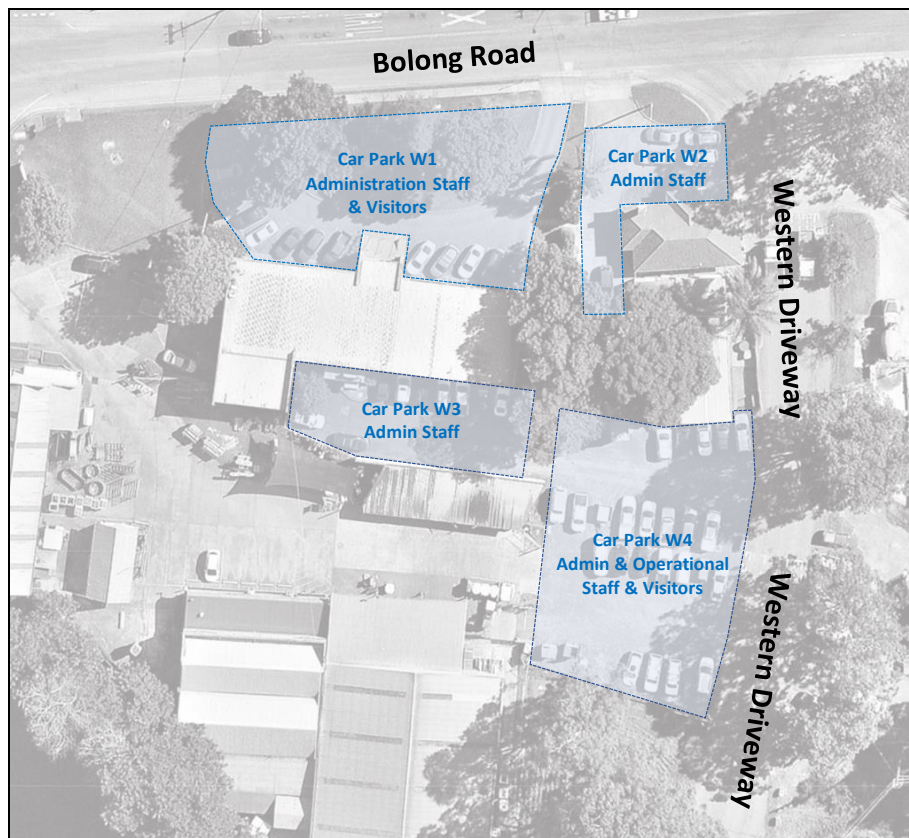 Bolong Road
Car Park W1
Administration Staff
& Visitors
Car Park W2
Admin Staff
Western Driveway
Car Park W3
Admin Staff
Car Park W4
Admin & Operational
Staff & Visitors
Western Driveway